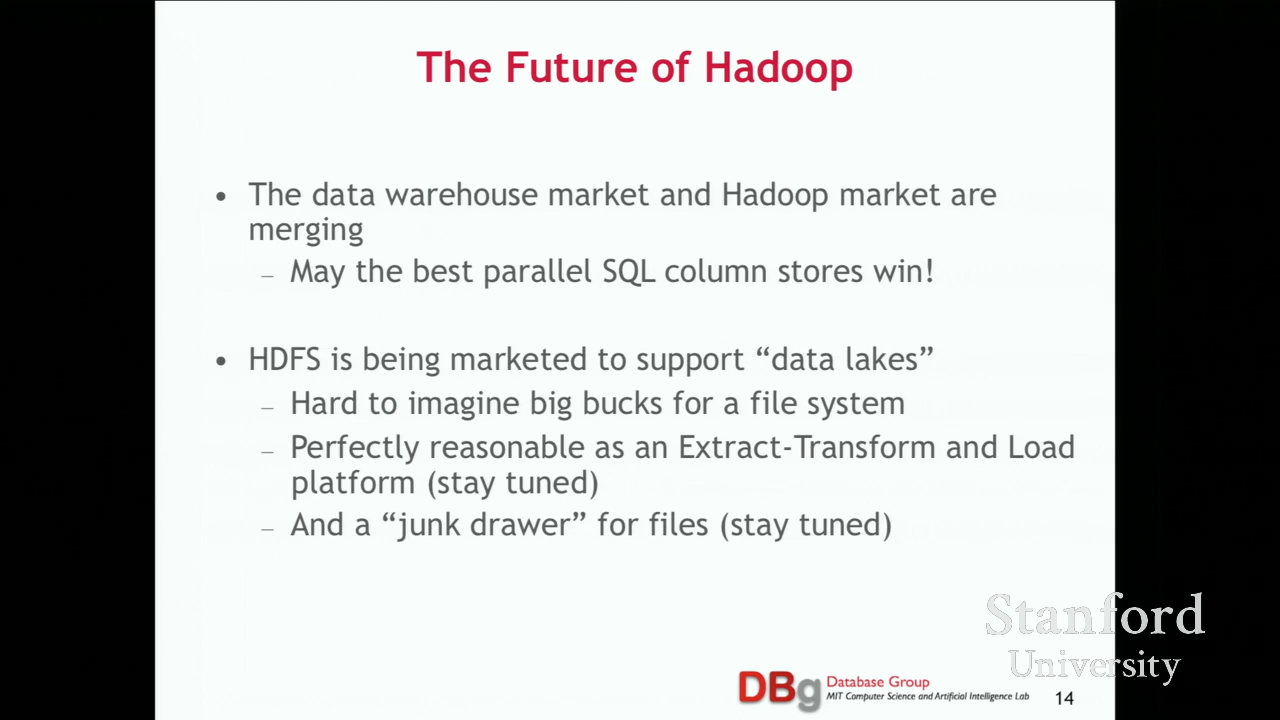 The Future of Hadoop
• The data warehouse market and Hadoop market are
merging
– May the best parallel SQL column stores win!
• HDFS is being marketed to support “data lakes”
– Hard to imagine big bucks for a file system
– Perfectly reasonable as an Extract-Transform and Load
platform (stay tuned)
– And a “junk drawer” for files (stay tuned)
Stanford
University
DBg
Database Group
MIT Computer Science and Artificial Intelligence Lab
14